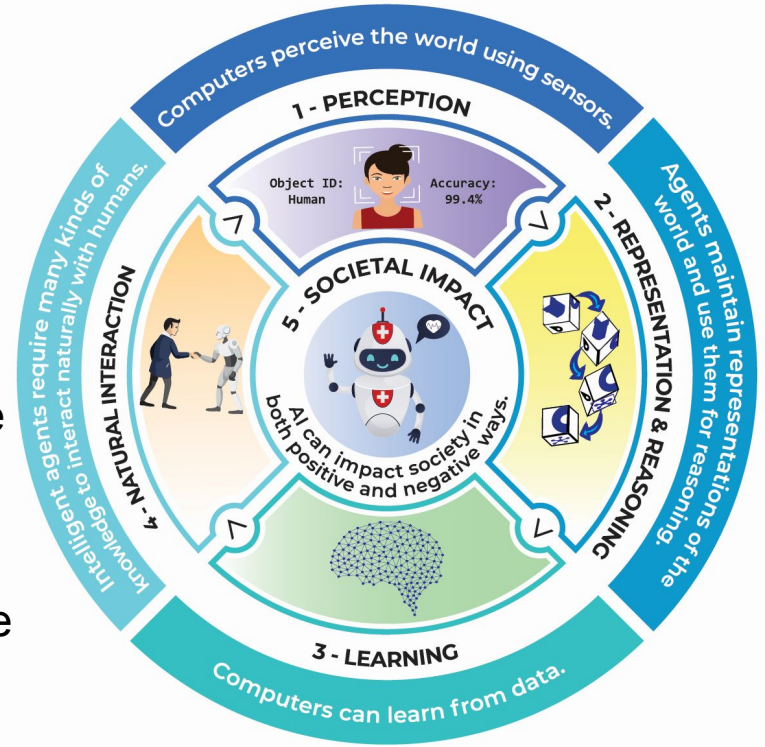 Computers perceive the world using sensors.
1 - PERCEPTION
Object ID:
Human
Accuracy:
99.4%
Agents maintain representations of the
world and use them for reasoning.
2 - REPRESENTATION & REASONING
3 - LEARNING
Computers can learn from data.
Intelligent agents require many kinds of
knowledge to interact naturally with humans.
4 - NATURAL INTERACTION
5 - SOCIETAL IMPACT
AI can impact society in
both positive and negative ways.
e
e